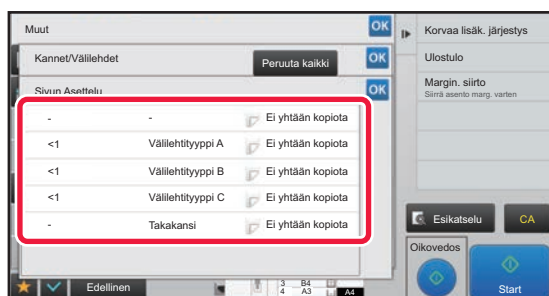 Muut
OK
Kannet/Välilehdet
Peruuta kaikki
OK
Sivun Asettelu
OK
- - Ei yhtään kopiota
<1 Välilehtityyppi A Ei yhtään kopiota
<1 Välilehtityyppi B Ei yhtään kopiota
<1 Välilehtityyppi C Ei yhtään kopiota
- Takakansi Ei yhtään kopiota
Edellinen
3 B4
4 A3
A4
Korvaa lisäk. järjestys
Ulostulo
Margin. siirto
Siirrä asento marg. varten
Esikatselu
CA
Oikovedos
Start